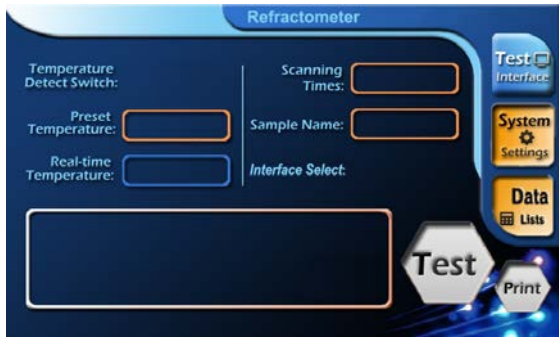 Refractometer
Temperature
Detect Switch:
Preset
Temperature:
Real-time
Temperature:
Scanning
Times:
Sample Name:
Interface Select:
Test
Interface
System
Settings
Data
Lists
Test
Print